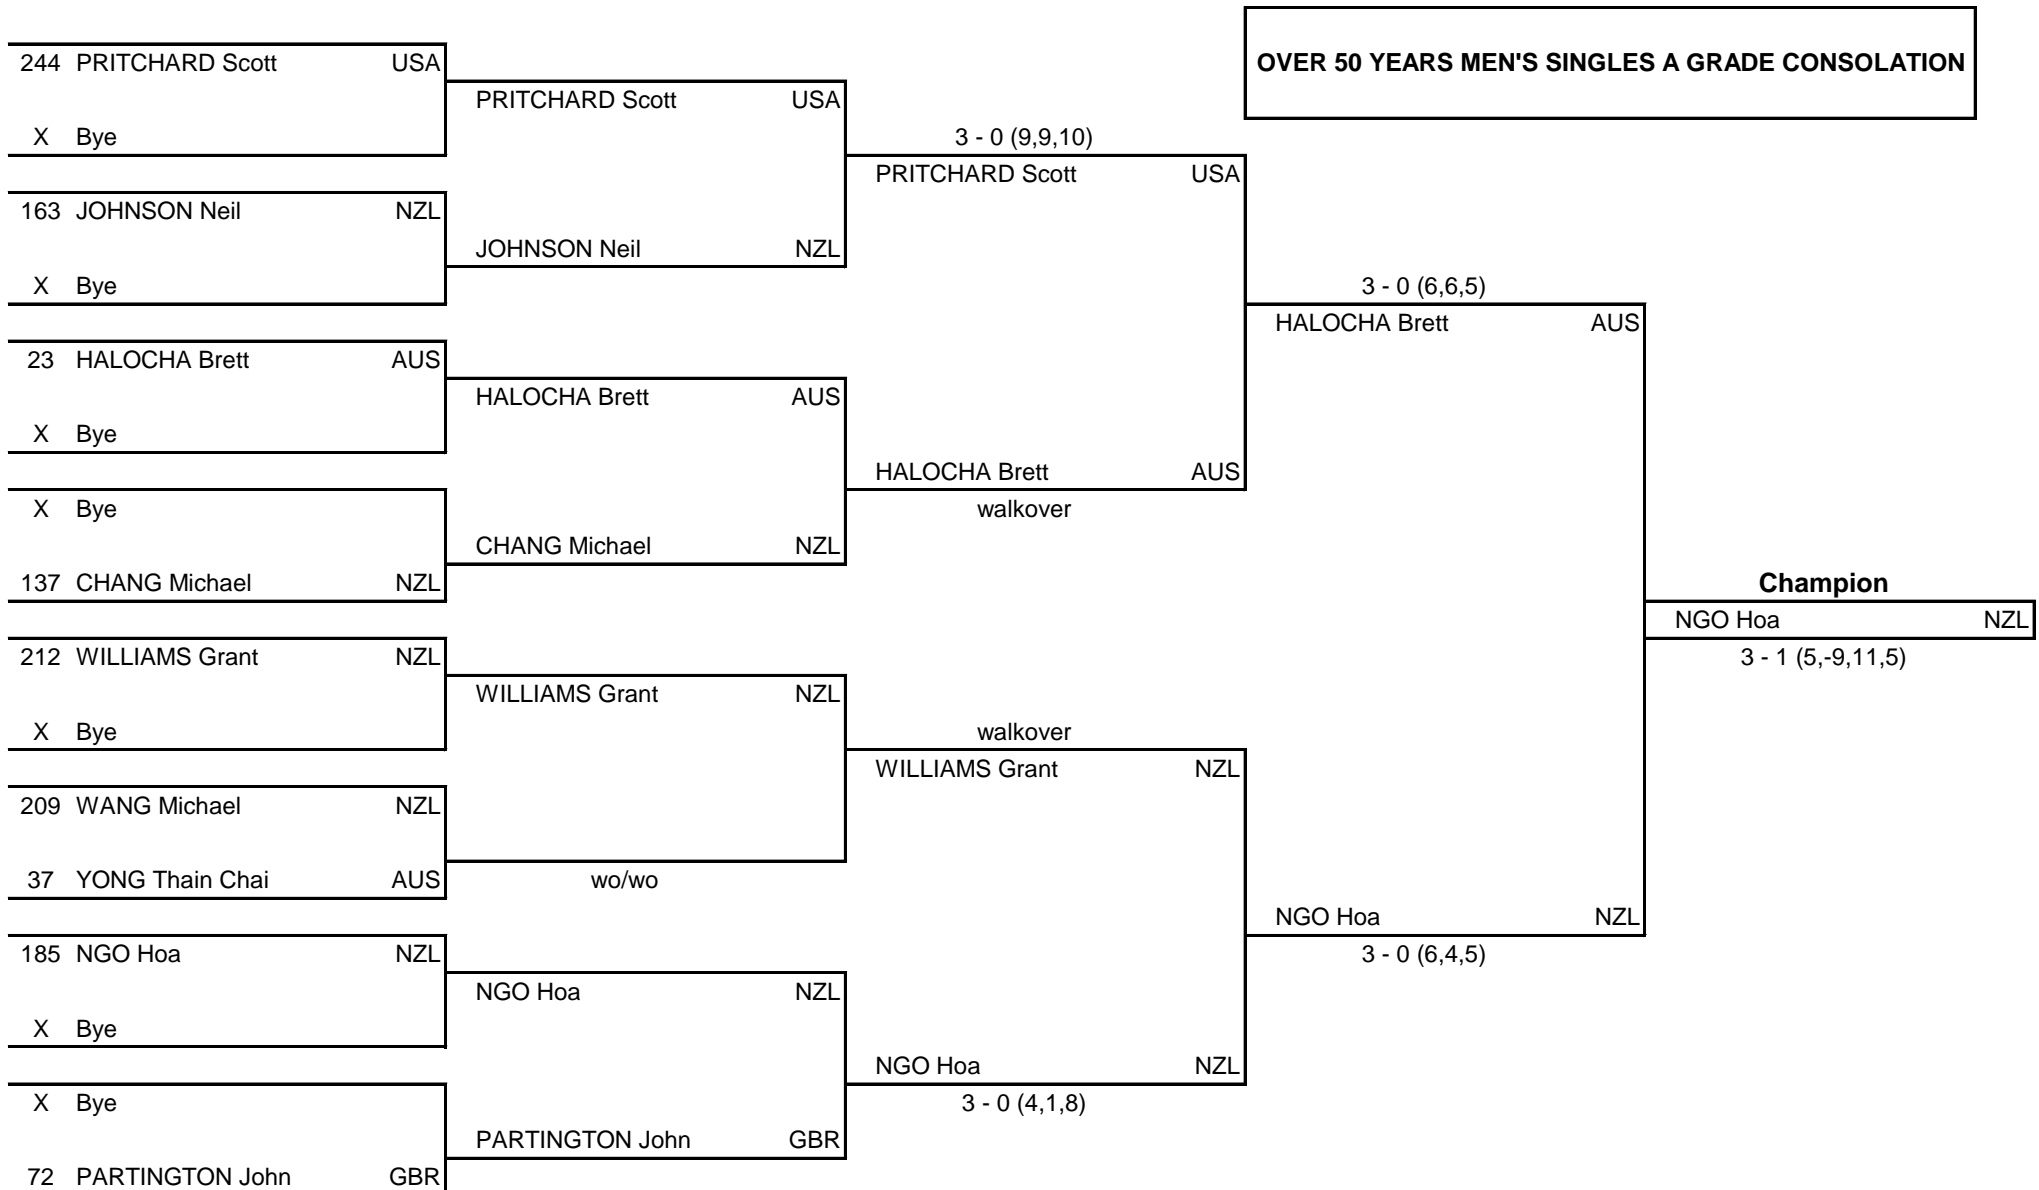 OVER 50 YEARS MEN'S SINGLES A GRADE CONSOLATION
244 PRITCHARD Scott USA
PRITCHARD Scott USA
X Bye
3 - 0 (9,9,10)
PRITCHARD Scott USA
163 JOHNSON Neil NZL
JOHNSON Neil NZL
X Bye
3 - 0 (6,6,5)
HALOCHA Brett AUS
23 HALOCHA Brett AUS
HALOCHA Brett AUS
X Bye
HALOCHA Brett AUS
X Bye
walkover
CHANG Michael NZL
137 CHANG Michael NZL
Champion
NGO Hoa NZL
212 WILLIAMS Grant NZL
3 - 1 (5,-9,11,5)
WILLIAMS Grant NZL
X Bye
walkover
WILLIAMS Grant NZL
209 WANG Michael NZL
37 YONG Thain Chai AUS
wo/wo
NGO Hoa NZL
185 NGO Hoa NZL
3 - 0 (6,4,5)
NGO Hoa NZL
X Bye
NGO Hoa NZL
X Bye
3 - 0 (4,1,8)
PARTINGTON John GBR
72 PARTINGTON John GBR